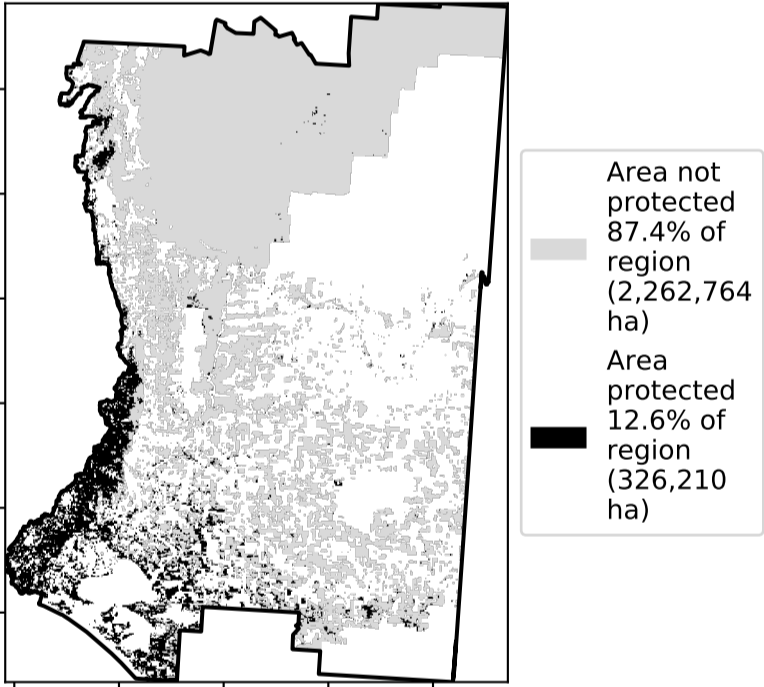 Area not
protected
87.4% of
region
(2,262,764
ha)
Area
protected
12.6% of
region
(326,210
ha)